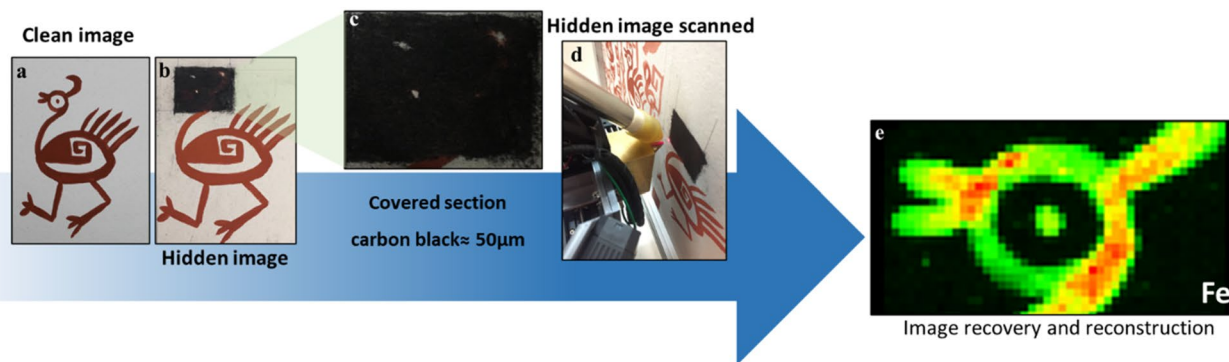 Clean image
a
b
Hidden image
c
Covered section
carbon black≈ 50µm
Hidden image scanned
d
e
Fe
Image recovery and reconstruction